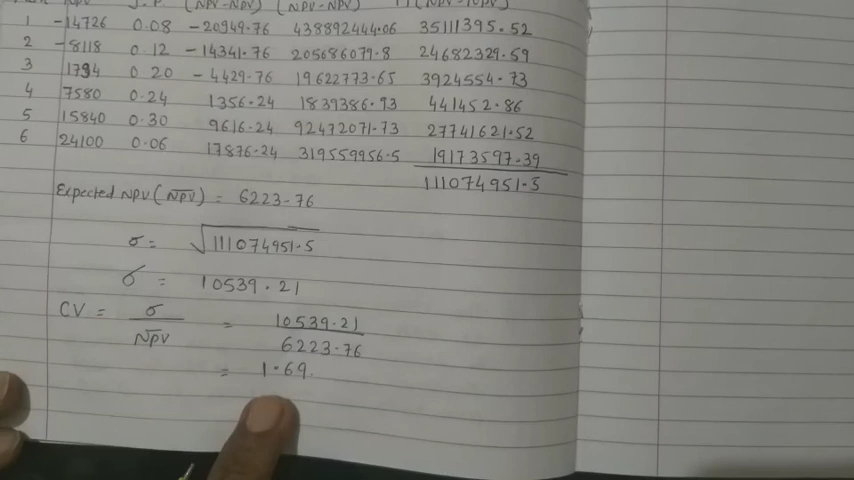 (NPV-NPV) (NPV-NPV)
1 -14726 0.08 -20949.76 438892444.06 35111395.52
2 -8118 0.12 -14341.76 205686079.8 24682329.59
3 1794 0.20 -4429.76 19622773.65 3924554.73
4 7580 0.24 1356.24 1839386.93 441452.86
5 15840 0.30 9616.24 92472071.73 27741621.52
6 24100 0.06 17876.24 319559956.5 19173597.39
111074951.5
Expected NPV (N̅P̅V̅) = 6223.76
σ = √111074951.5
σ = 10539.21
CV = σ / N̅P̅V̅ = 10539.21 / 6223.76
= 1.69